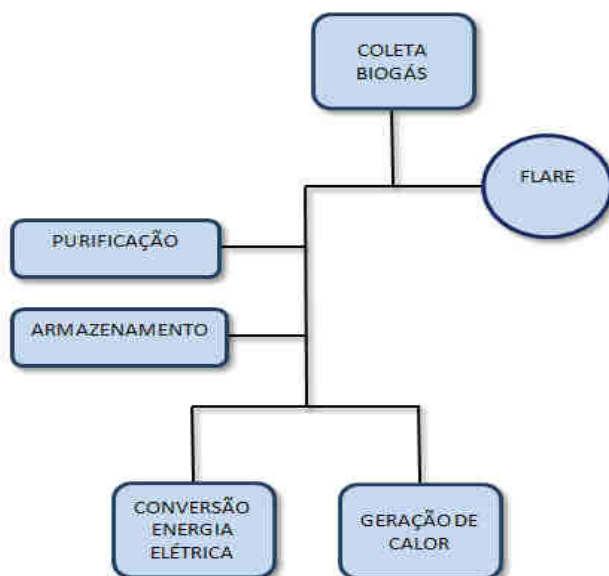 COLETA
BIOGÁS
FLARE
PURIFICAÇÃO
ARMAZENAMENTO
CONVERSÃO
ENERGIA
ELÉTRICA
GERAÇÃO DE
CALOR